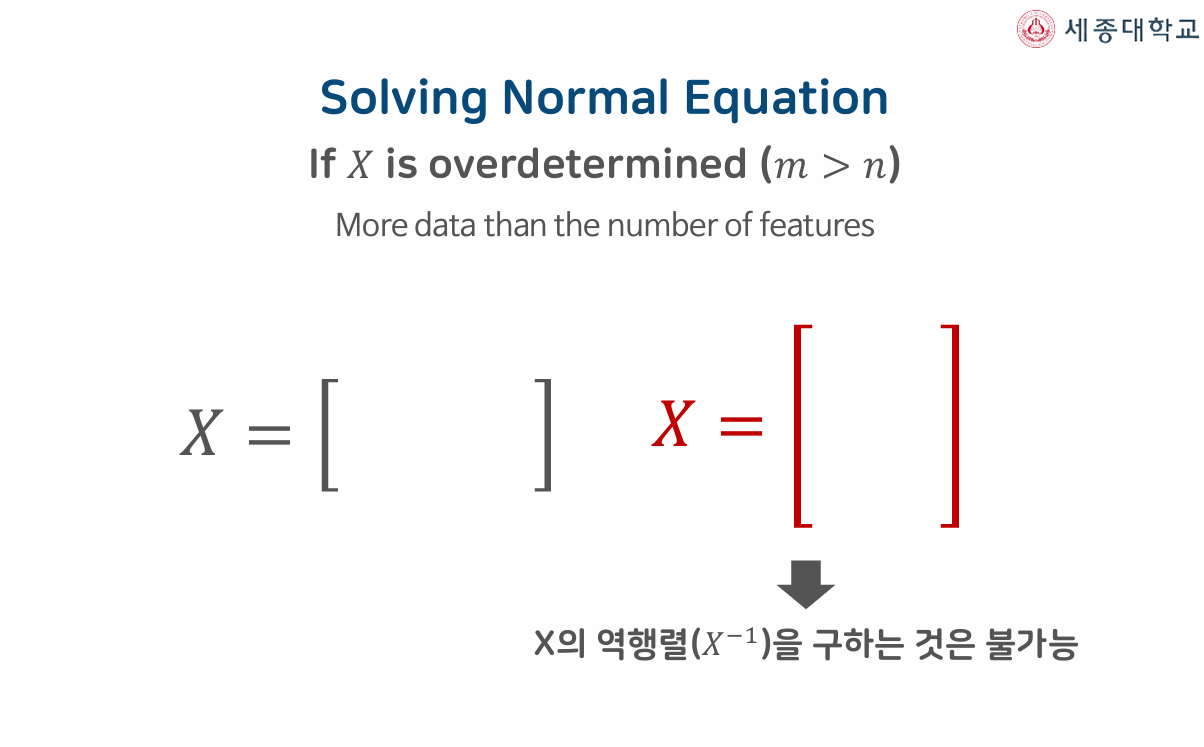 세종대학교
Solving Normal Equation
If 𝑋 is overdetermined (𝑚 > 𝑛)
More data than the number of features
𝑋 = [ ]
𝑋 = [ ]
X의 역행렬(𝑋⁻¹)을 구하는 것은 불가능